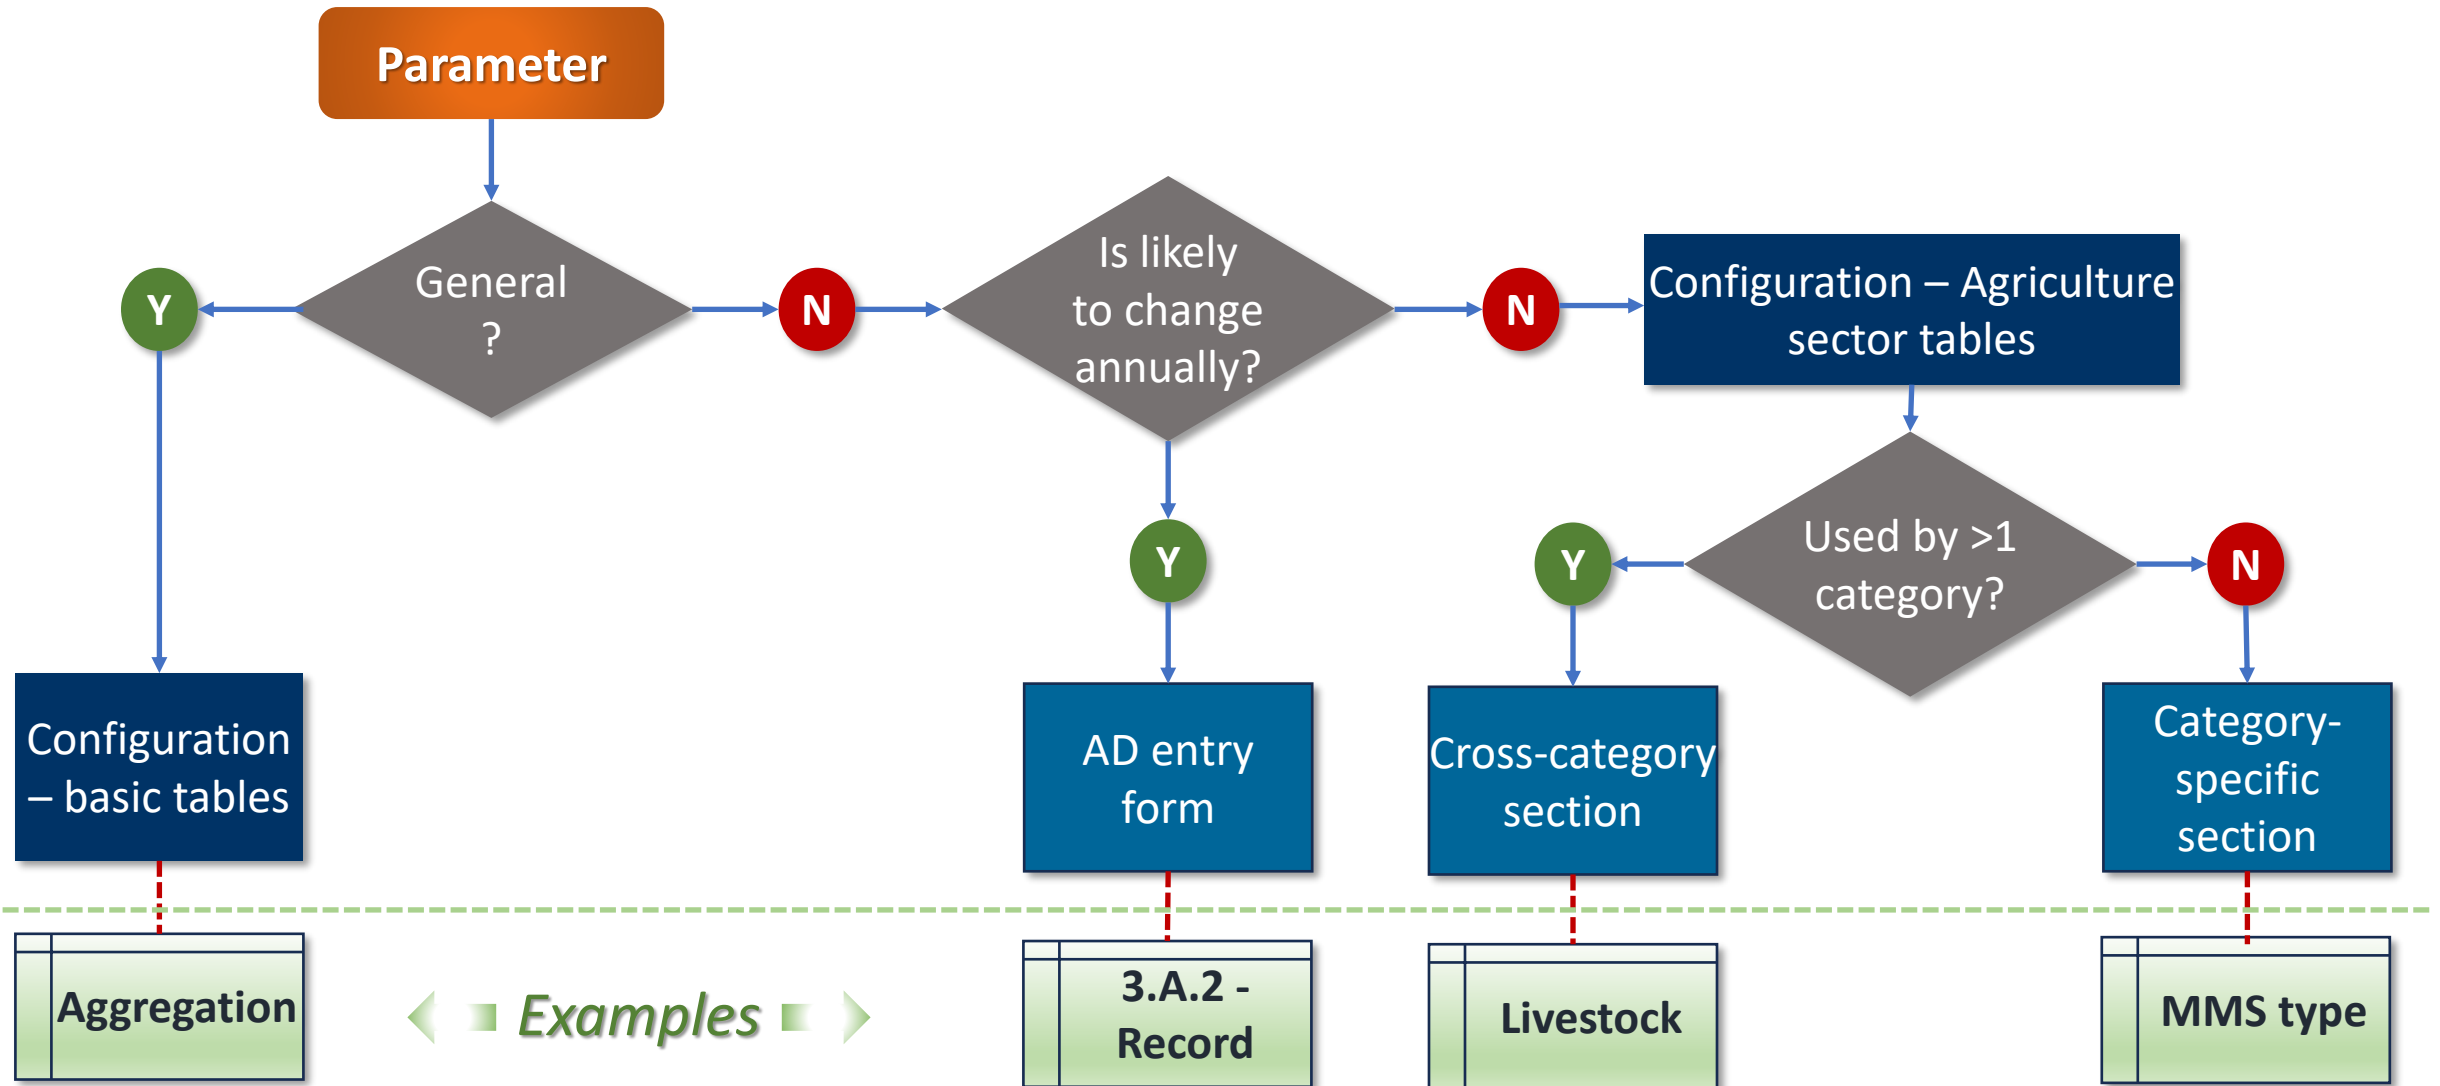 Parameter
General
?
Y
N
Is likely
to change
annually?
N
Configuration – Agriculture
sector tables
Y
Y
Used by >1
category?
N
Configuration
– basic tables
AD entry
form
Cross-category
section
Category-
specific
section
Aggregation
Examples
3.A.2 -
Record
Livestock
MMS type